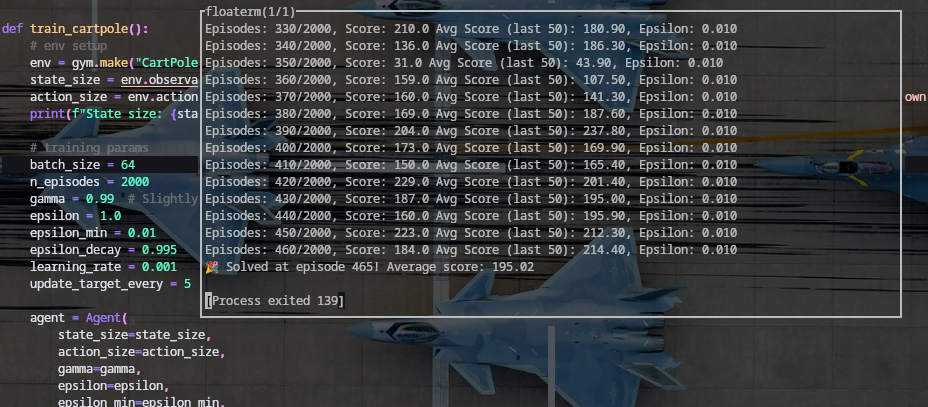 floaterm(1/1)
Episodes: 330/2000, Score: 210.0 Avg Score (last 50): 180.90, Epsilon: 0.010
Episodes: 340/2000, Score: 136.0 Avg Score (last 50): 186.30, Epsilon: 0.010
Episodes: 350/2000, Score: 31.0 Avg Score (last 50): 43.90, Epsilon: 0.010
Episodes: 360/2000, Score: 159.0 Avg Score (last 50): 107.50, Epsilon: 0.010
Episodes: 370/2000, Score: 160.0 Avg Score (last 50): 141.30, Epsilon: 0.010
Episodes: 380/2000, Score: 169.0 Avg Score (last 50): 187.60, Epsilon: 0.010
Episodes: 390/2000, Score: 204.0 Avg Score (last 50): 237.80, Epsilon: 0.010
Episodes: 400/2000, Score: 173.0 Avg Score (last 50): 169.90, Epsilon: 0.010
Episodes: 410/2000, Score: 150.0 Avg Score (last 50): 165.40, Epsilon: 0.010
Episodes: 420/2000, Score: 229.0 Avg Score (last 50): 201.40, Epsilon: 0.010
Episodes: 430/2000, Score: 187.0 Avg Score (last 50): 195.00, Epsilon: 0.010
Episodes: 440/2000, Score: 160.0 Avg Score (last 50): 195.90, Epsilon: 0.010
Episodes: 450/2000, Score: 223.0 Avg Score (last 50): 212.30, Epsilon: 0.010
Episodes: 460/2000, Score: 184.0 Avg Score (last 50): 214.40, Epsilon: 0.010
🎉 Solved at episode 465! Average score: 195.02
[Process exited 139]
def train_cartpole():
# env setup
env = gym.make("CartPole
state_size = env.observa
action_size = env.action
own
print(f"State size: {sta
# training params
batch_size = 64
n_episodes = 2000
gamma = 0.99 # Slightly
epsilon = 1.0
epsilon_min = 0.01
epsilon_decay = 0.995
learning_rate = 0.001
update_target_every = 5
agent = Agent(
state_size=state_size,
action_size=action_size,
gamma=gamma,
epsilon=epsilon,
epsilon_min=epsilon_min,